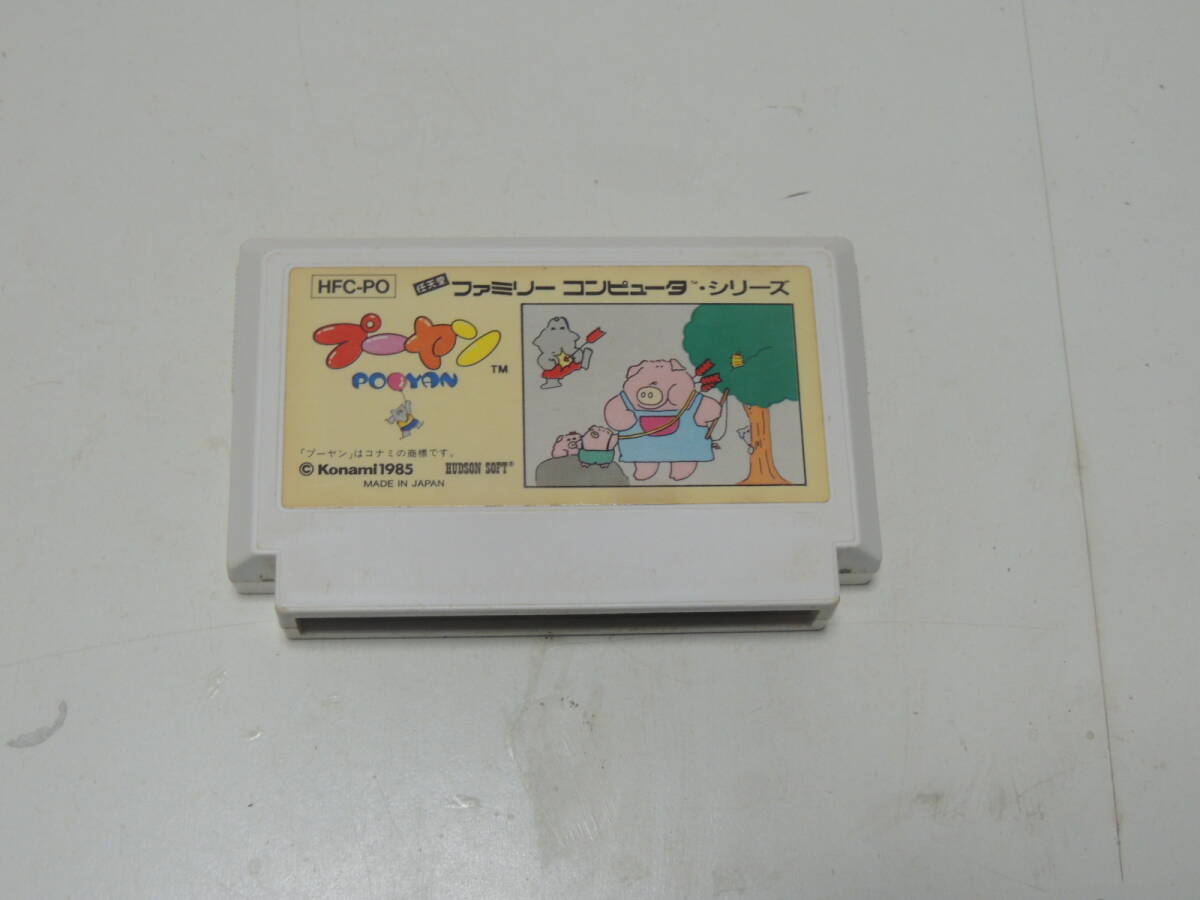 HFC-PO
任天堂 ファミリー コンピュータ™・シリーズ
プーヤン™
POOYAN
「プーヤン」はコナミの商標です。
© Konami 1985 HUDSON SOFT®
MADE IN JAPAN